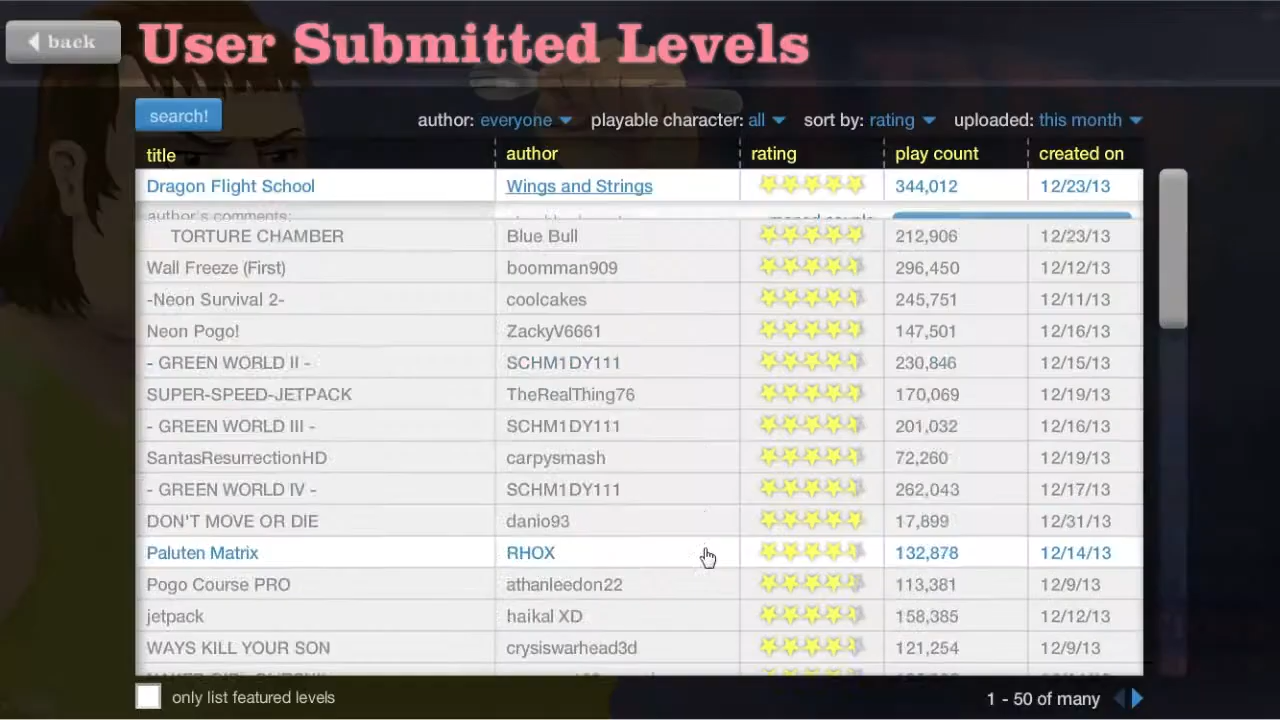 back
User Submitted Levels
search!
author: everyone playable character: all sort by: rating uploaded: this month
title author rating play count created on
Dragon Flight School Wings and Strings 344,012 12/23/13
author's comments:
TORTURE CHAMBER Blue Bull 212,906 12/23/13
Wall Freeze (First) boomman909 296,450 12/12/13
-Neon Survival 2- coolcakes 245,751 12/11/13
Neon Pogo! ZackyV6661 147,501 12/16/13
- GREEN WORLD II - SCHM1DY111 230,846 12/15/13
SUPER-SPEED-JETPACK TheRealThing76 170,069 12/19/13
- GREEN WORLD III - SCHM1DY111 201,032 12/16/13
SantasResurrectionHD carpysmash 72,260 12/19/13
- GREEN WORLD IV - SCHM1DY111 262,043 12/17/13
DON'T MOVE OR DIE danio93 17,899 12/31/13
Paluten Matrix RHOX 132,878 12/14/13
Pogo Course PRO athanleedon22 113,381 12/9/13
jetpack haikal XD 158,385 12/12/13
WAYS KILL YOUR SON crysiswarhead3d 121,254 12/9/13
only list featured levels 1 - 50 of many